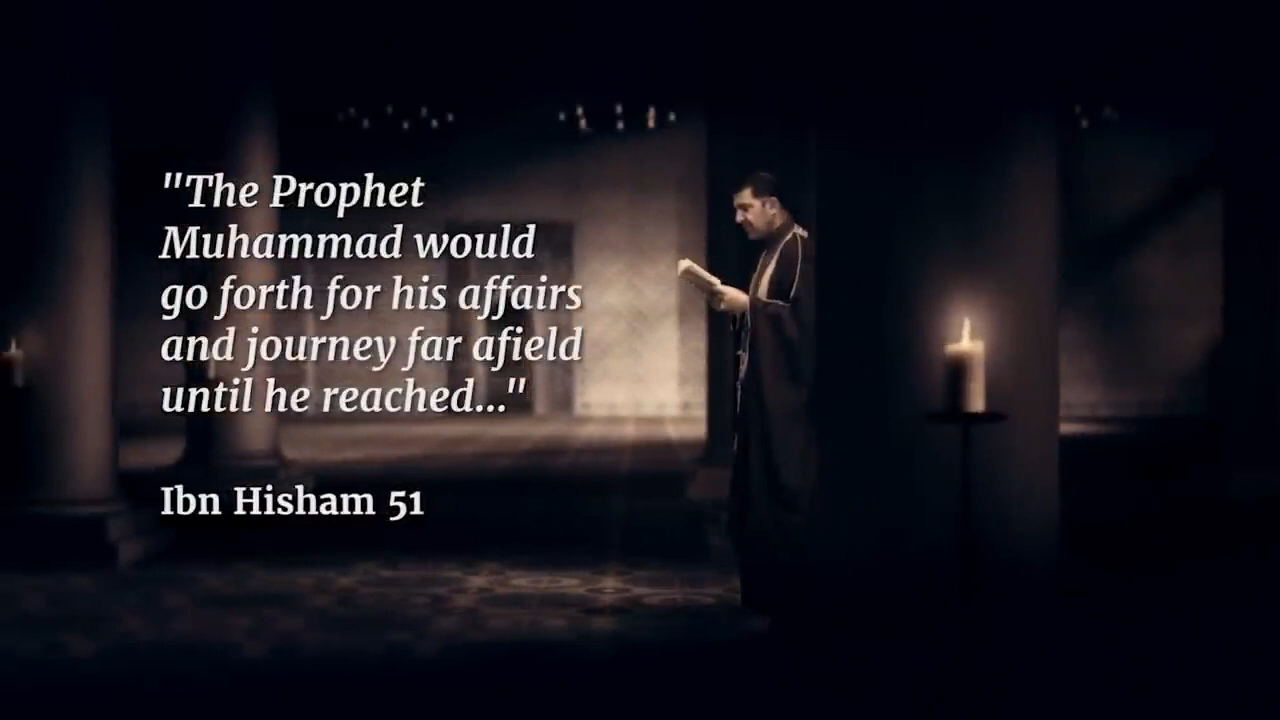 "The Prophet
Muhammad would
go forth for his affairs
and journey far afield
until he reached..."
Ibn Hisham 51